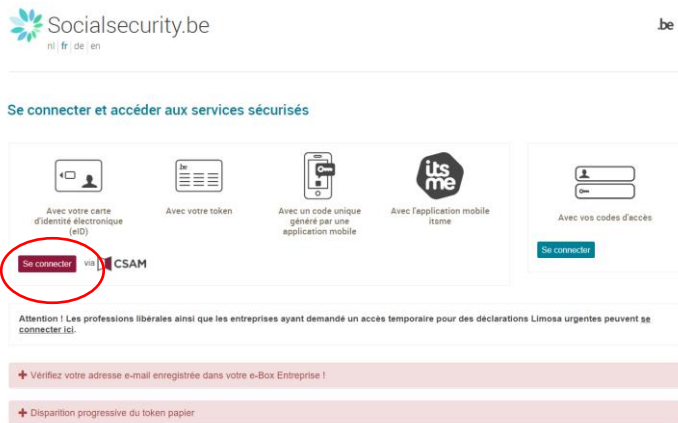 Socialsecurity.be
nl | fr | de | en
.be
Se connecter et accéder aux services sécurisés
be
Avec votre carte
d'identité électronique
(eID)
Avec votre token
Avec un code unique
généré par une
application mobile
its
me
Avec l'application mobile
itsme
Avec vos codes d'accès
Se connecter
via CSAM
Se connecter
Attention ! Les professions libérales ainsi que les entreprises ayant demandé un accès temporaire pour des déclarations Limosa urgentes peuvent se
connecter ici.
+ Vérifiez votre adresse e-mail enregistrée dans votre e-Box Entreprise !
+ Disparition progressive du token papier